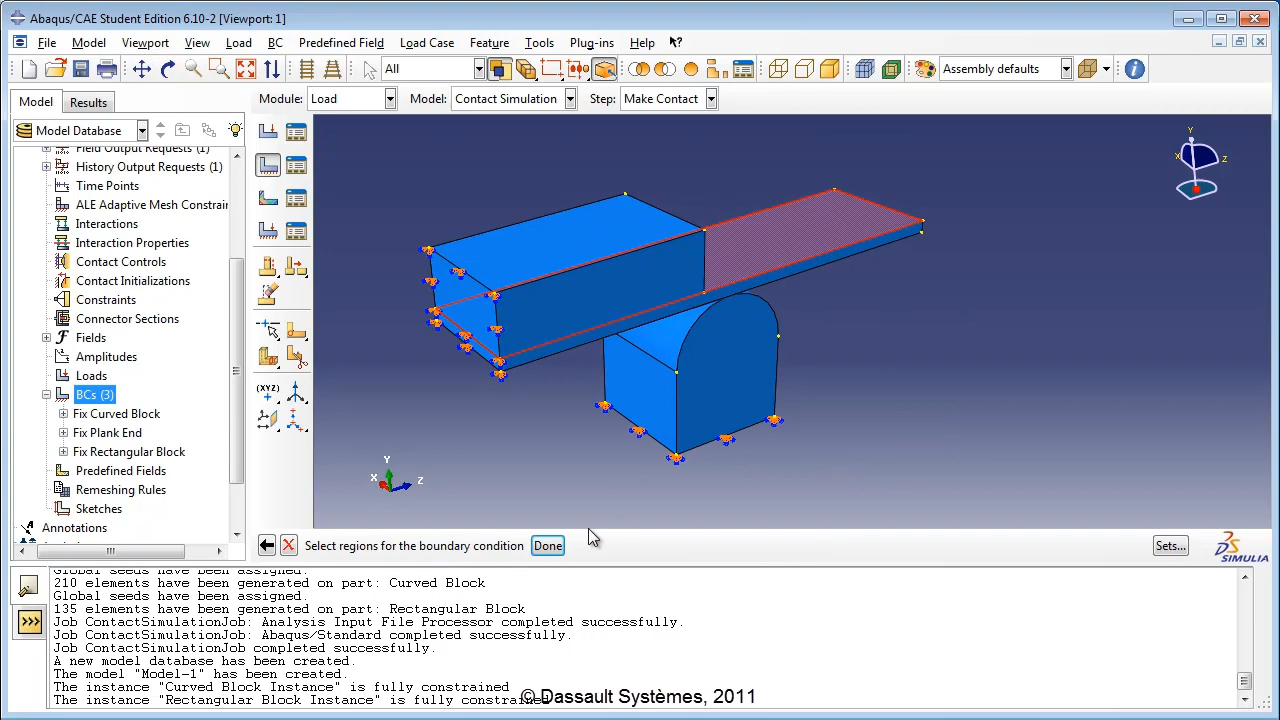 Abaqus/CAE Student Edition 6.10-2 [Viewport: 1]
File Model Viewport View Load BC Predefined Field Load Case Feature Tools Plug-ins Help
All
Assembly defaults
Model Results
Module: Load Model: Contact Simulation Step: Make Contact
Model Database
Field Output Requests (1)
History Output Requests (1)
Time Points
ALE Adaptive Mesh Constrain
Interactions
Interaction Properties
Contact Controls
Contact Initializations
Constraints
Connector Sections
Fields
Amplitudes
Loads
BCs (3)
Fix Curved Block
Fix Plank End
Fix Rectangular Block
Predefined Fields
Remeshing Rules
Sketches
Annotations
(XYZ)
Y
X
Z
Y
X
Z
Select regions for the boundary condition Done
Sets...
SIMULIA
Global seeds have been assigned.
210 elements have been generated on part: Curved Block
Global seeds have been assigned.
135 elements have been generated on part: Rectangular Block
Job ContactSimulationJob: Analysis Input File Processor completed successfully.
Job ContactSimulationJob: Abaqus/Standard completed successfully.
Job ContactSimulationJob completed successfully.
A new model database has been created.
The model "Model-1" has been created.
The instance "Curved Block Instance" is fully constrained
The instance "Rectangular Block Instance" is fully constrained
© Dassault Systèmes, 2011